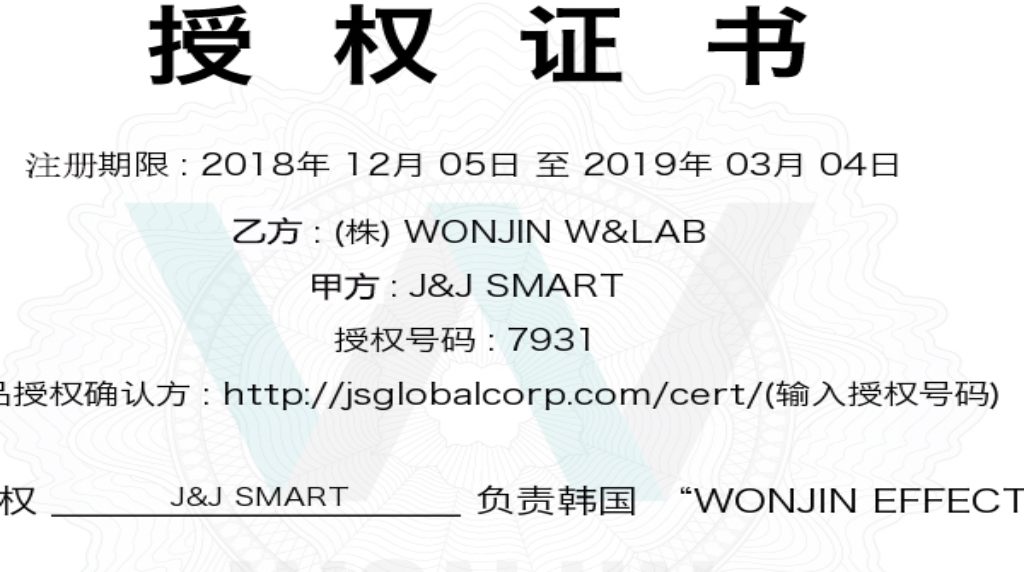 授权证书
注册期限 : 2018年 12月 05日 至 2019年 03月 04日
乙方 : (株) WONJIN W&LAB
甲方 : J&J SMART
授权号码 : 7931
品授权确认方 : http://jsglobalcorp.com/cert/(输入授权号码)
权 J&J SMART 负责韩国 “WONJIN EFFECT